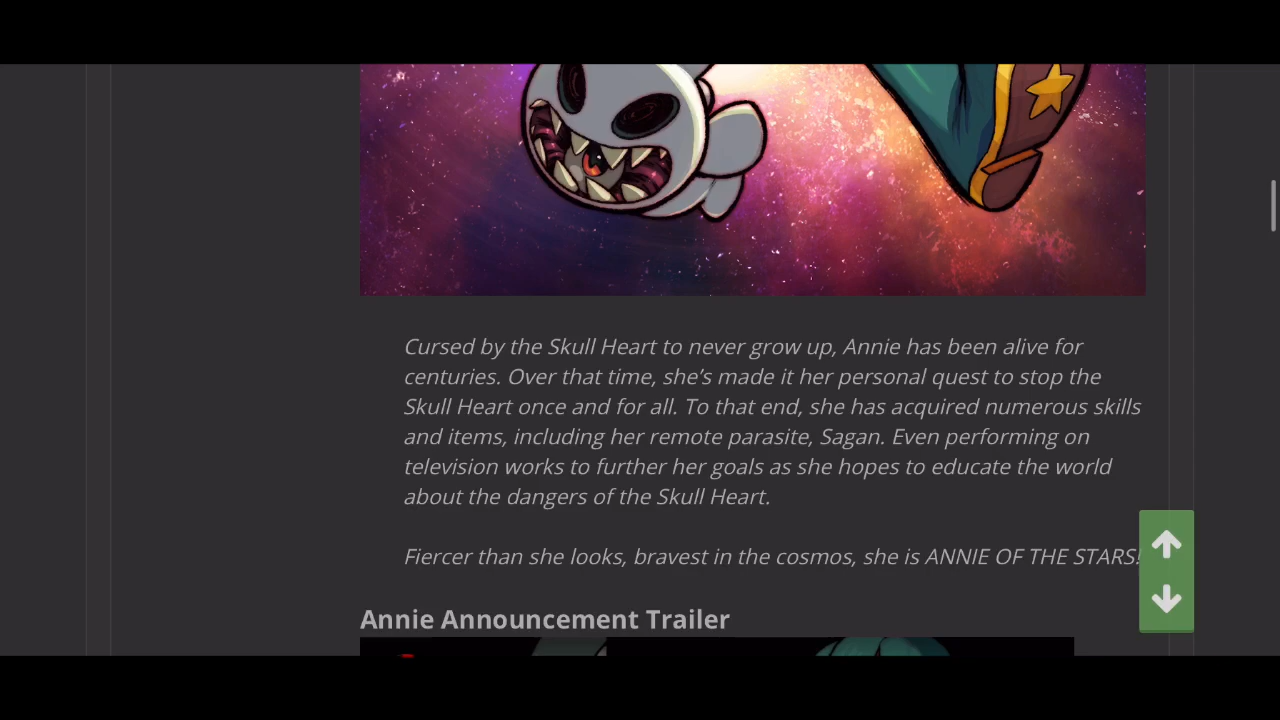 Cursed by the Skull Heart to never grow up, Annie has been alive for
centuries. Over that time, she’s made it her personal quest to stop the
Skull Heart once and for all. To that end, she has acquired numerous skills
and items, including her remote parasite, Sagan. Even performing on
television works to further her goals as she hopes to educate the world
about the dangers of the Skull Heart.
Fiercer than she looks, bravest in the cosmos, she is ANNIE OF THE STARS!
Annie Announcement Trailer